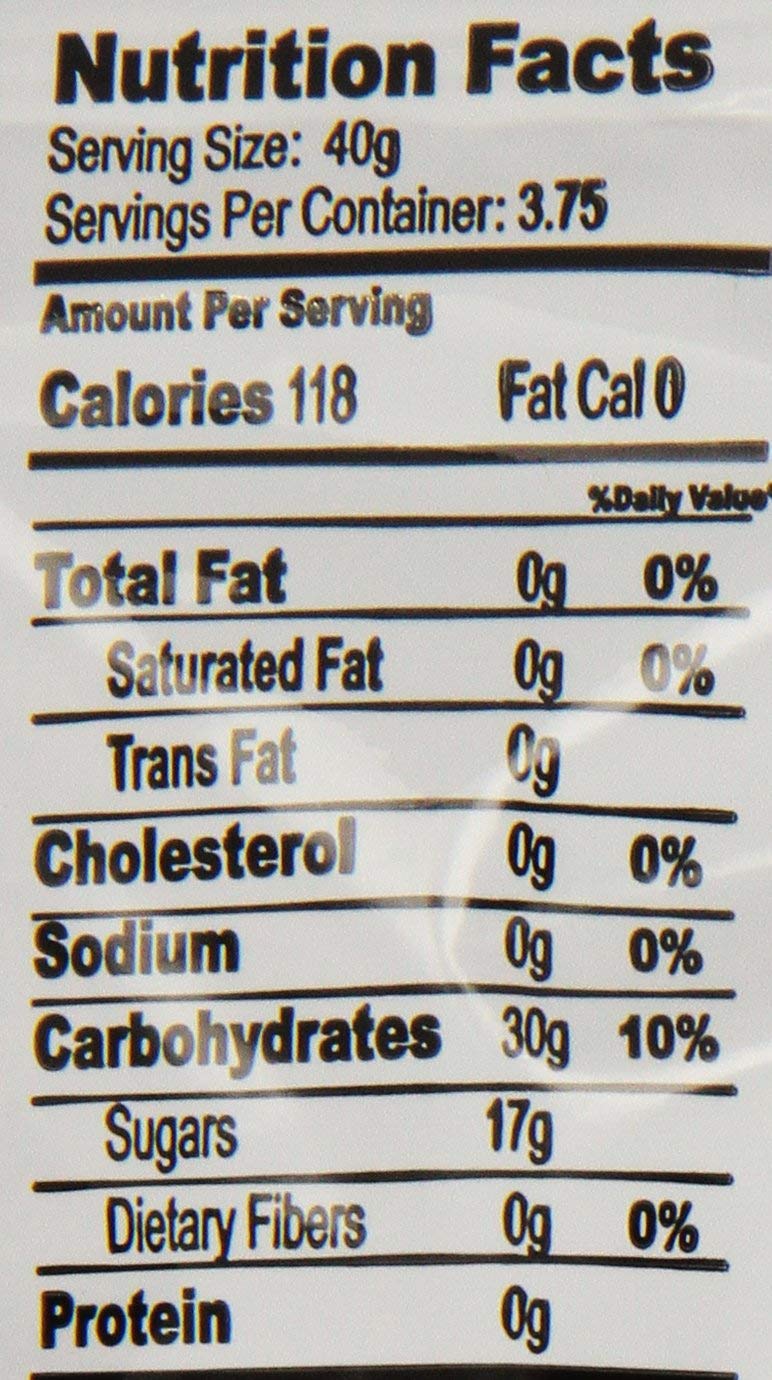 Nutrition Facts
Serving Size: 40g
Servings Per Container: 3.75
Amount Per Serving
Calories 118 Fat Cal 0
%Daily Value*
Total Fat 0g 0%
Saturated Fat 0g 0%
Trans Fat 0g
Cholesterol 0g 0%
Sodium 0g 0%
Carbohydrates 30g 10%
Sugars 17g
Dietary Fibers 0g 0%
Protein 0g